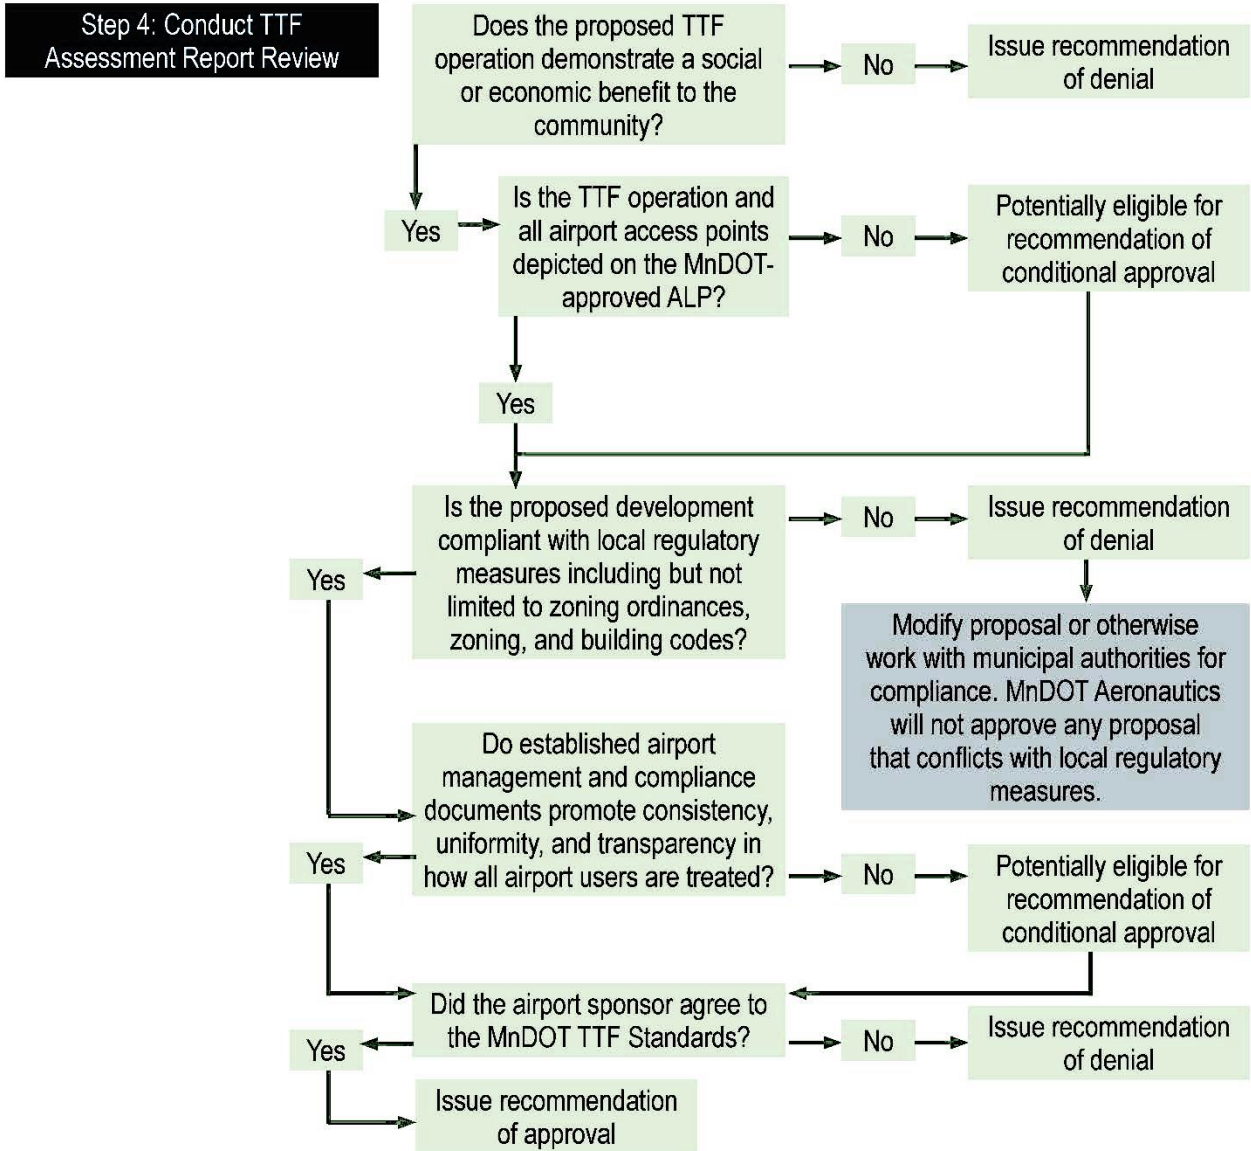 Step 4: Conduct TTF
Assessment Report Review
Does the proposed TTF
operation demonstrate a social
or economic benefit to the
community?
No
Issue recommendation
of denial
Yes
Is the TTF operation and
all airport access points
depicted on the MnDOT-
approved ALP?
No
Potentially eligible for
recommendation of
conditional approval
Yes
Is the proposed development
compliant with local regulatory
measures including but not
limited to zoning ordinances,
zoning, and building codes?
No
Issue recommendation
of denial
Yes
Modify proposal or otherwise
work with municipal authorities for
compliance. MnDOT Aeronautics
will not approve any proposal
that conflicts with local regulatory
measures.
Do established airport
management and compliance
documents promote consistency,
uniformity, and transparency in
how all airport users are treated?
Yes
No
Potentially eligible for
recommendation of
conditional approval
Did the airport sponsor agree to
the MnDOT TTF Standards?
Yes
No
Issue recommendation
of denial
Issue recommendation
of approval